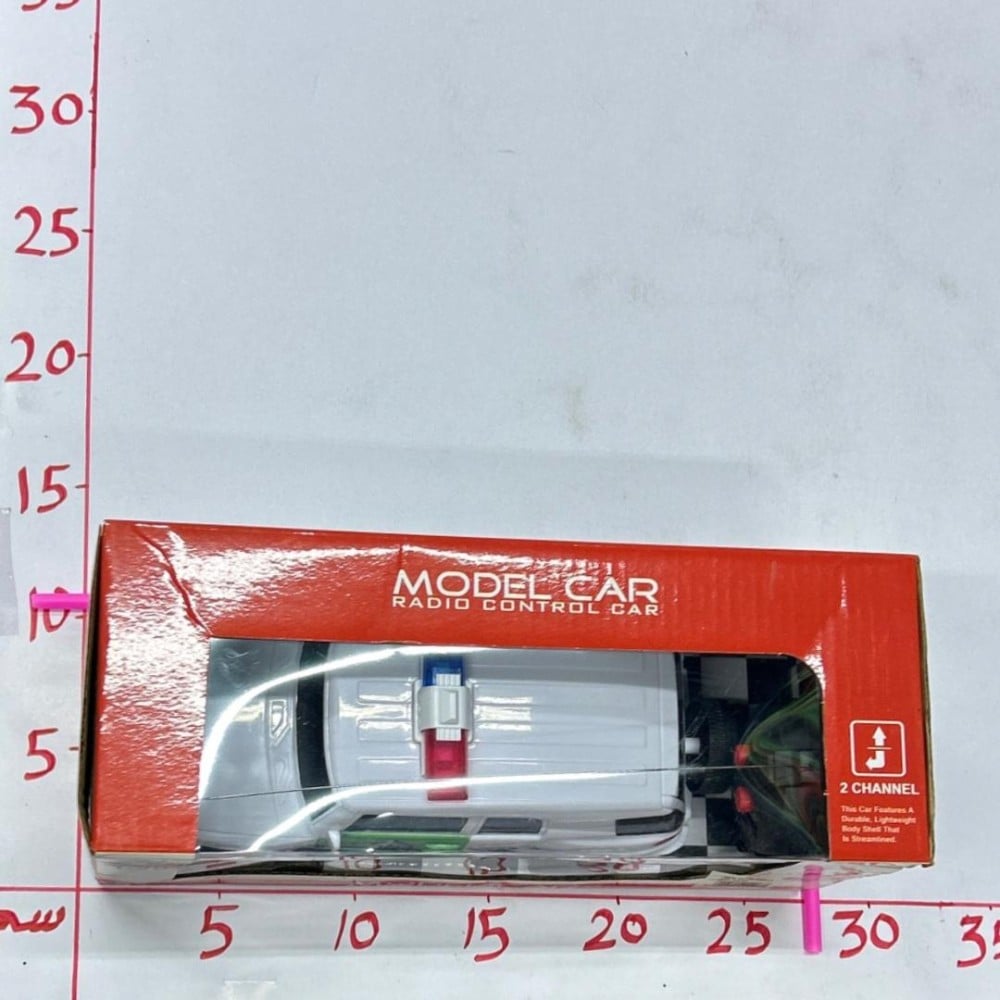 30
25
20
15
10
5
MODEL CAR
RADIO CONTROL CAR
2 CHANNEL
This Car Features A
Durable, Lightweight
Body Shell That
Is Streamlined.
5 10 15 20 25 30 35